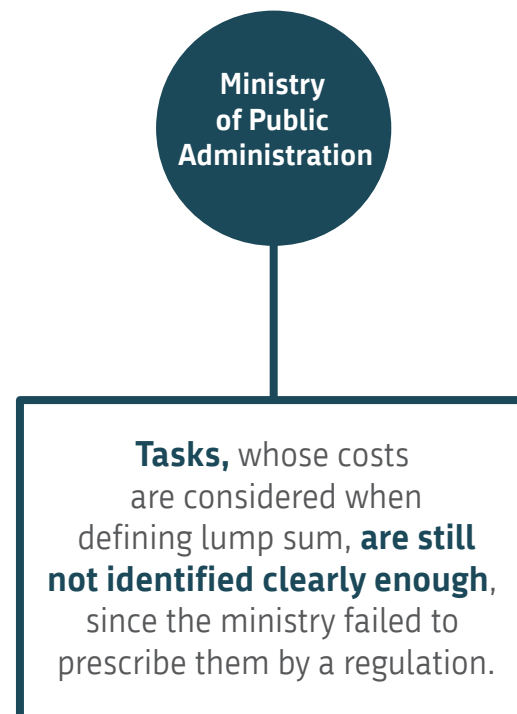 Ministry
of Public
Administration
Tasks, whose costs
are considered when
defining lump sum, are still
not identified clearly enough,
since the ministry failed to
prescribe them by a regulation.